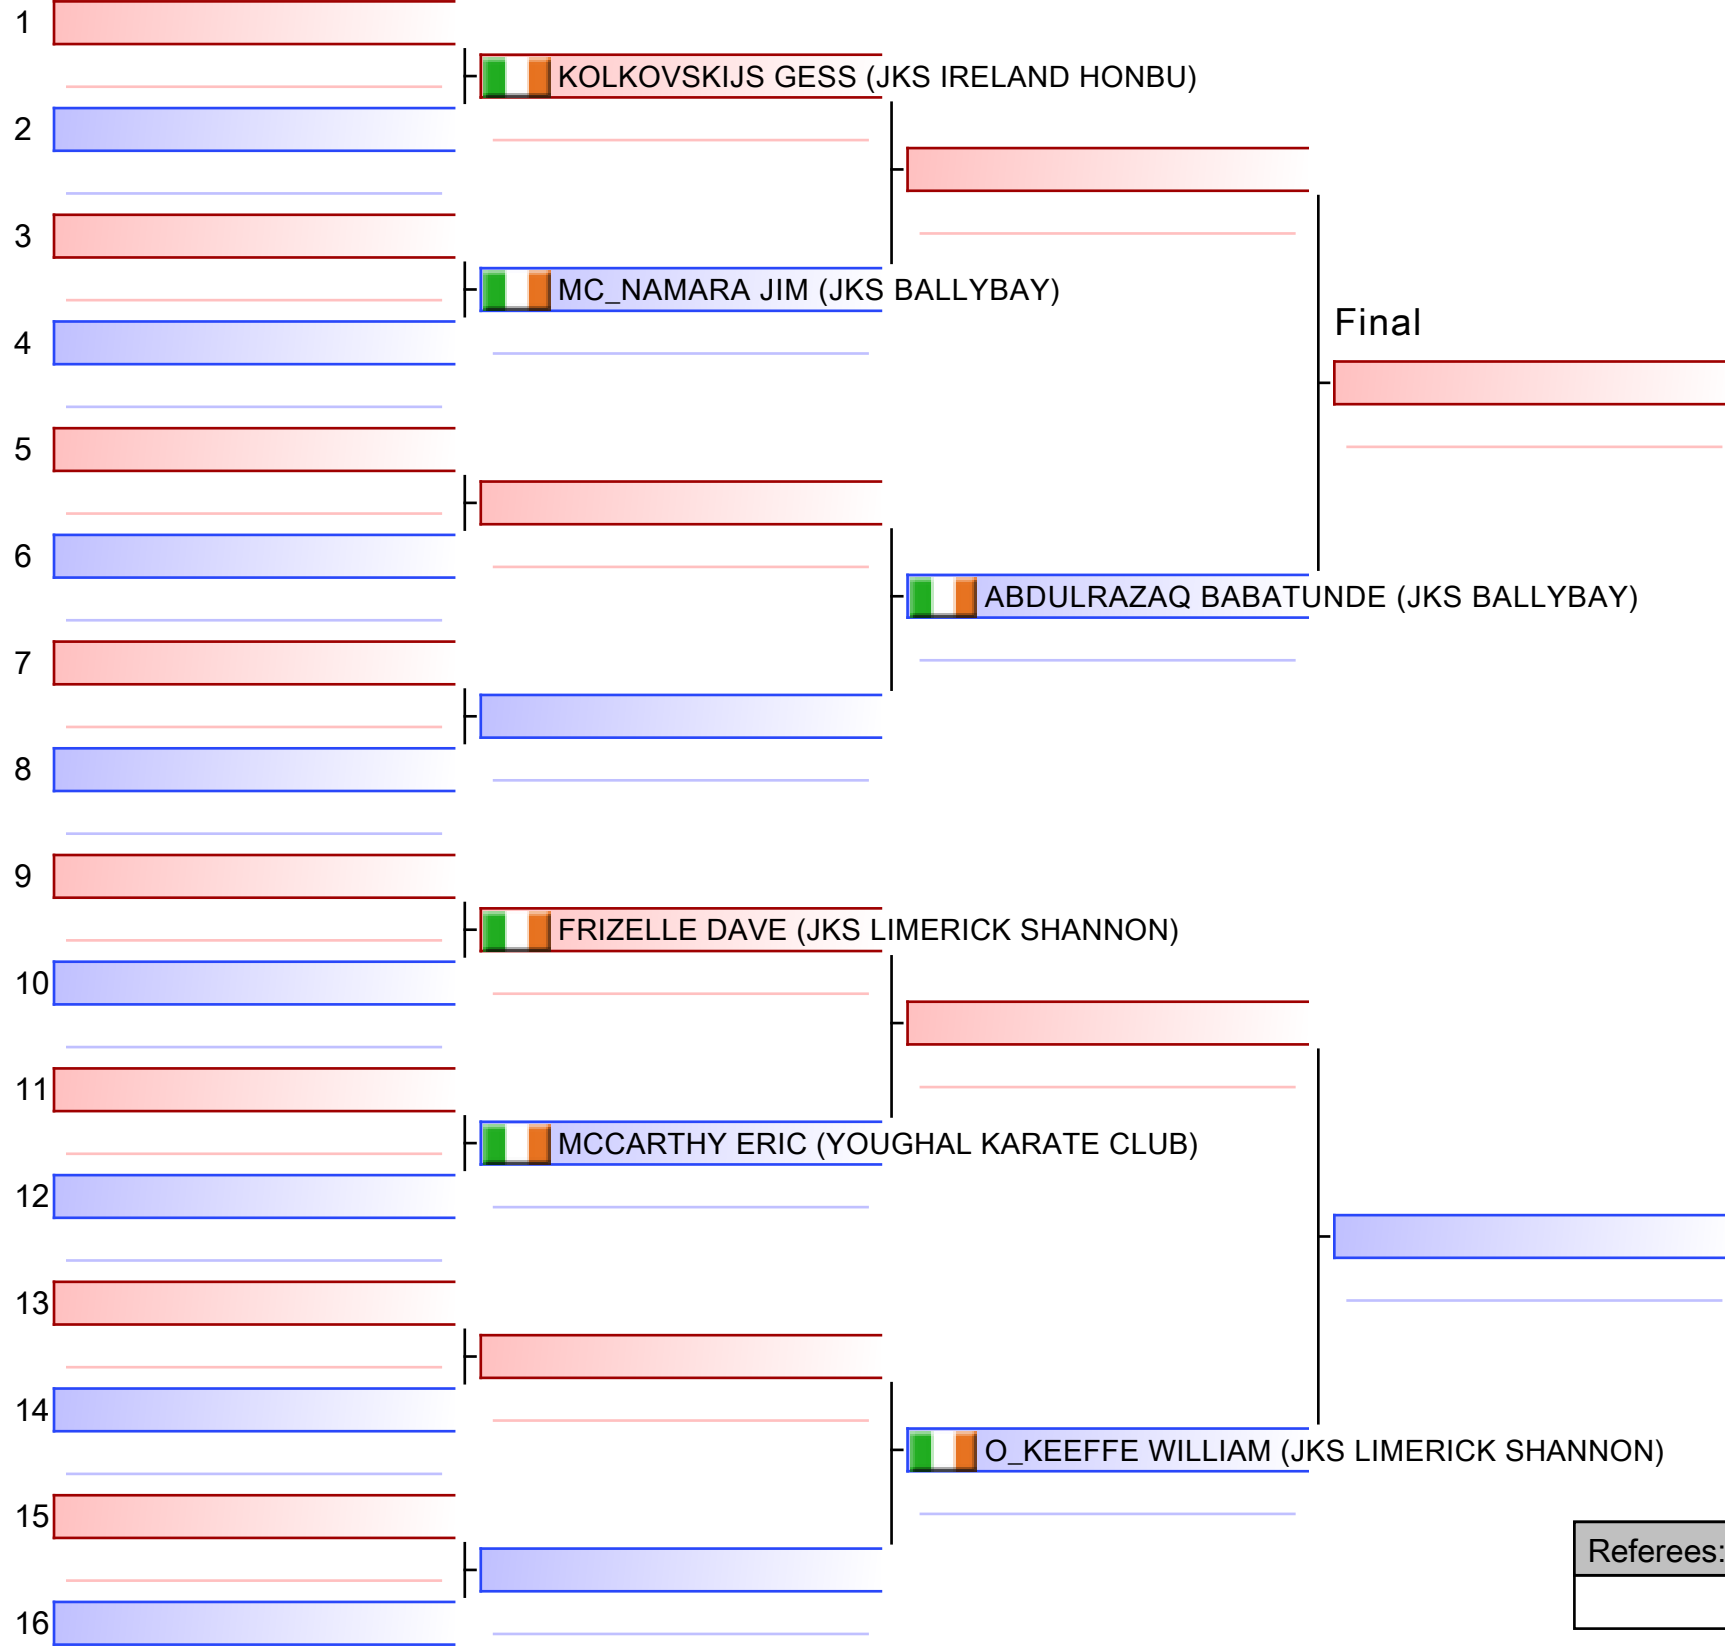 1
KOLKOVSKIJS GESS (JKS IRELAND HONBU)
2
3
MC_NAMARA JIM (JKS BALLYBAY)
Final
4
5
6
ABDULRAZAQ BABATUNDE (JKS BALLYBAY)
7
8
9
FRIZELLE DAVE (JKS LIMERICK SHANNON)
10
11
MCCARTHY ERIC (YOUGHAL KARATE CLUB)
12
13
14
O_KEEFFE WILLIAM (JKS LIMERICK SHANNON)
15
Referees:
16